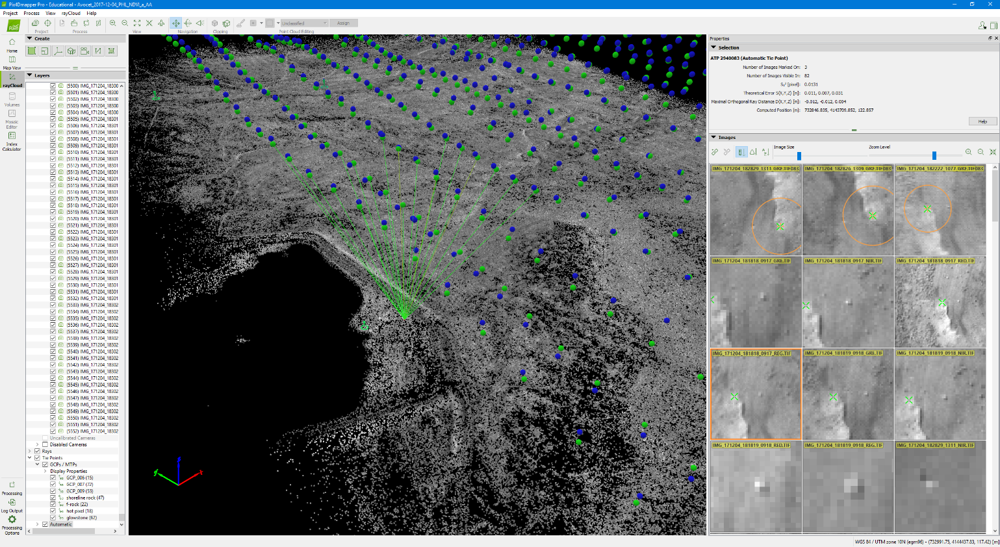 Pix4Dmapper Pro - Educational - Avocet_2017-12-04_PHL_NDVI_a_AA
Project Process View rayCloud Help
Project Process View Navigation Clipping Point Cloud Editing
Unclassified Assign
Home
Map View
rayCloud
Volumes
Mosaic Editor
Index Calculator
Processing
Log Output
Processing Options
Create
Layers
(5500) IMG_171204_18300
(5501) IMG_171204_18300
(5502) IMG_171204_18300
(5503) IMG_171204_18300
(5504) IMG_171204_18300
(5505) IMG_171204_18301
(5506) IMG_171204_18301
(5507) IMG_171204_18301
(5508) IMG_171204_18301
(5509) IMG_171204_18301
(5510) IMG_171204_18301
(5511) IMG_171204_18301
(5512) IMG_171204_18301
(5513) IMG_171204_18301
(5514) IMG_171204_18301
(5515) IMG_171204_18301
(5516) IMG_171204_18301
(5517) IMG_171204_18301
(5518) IMG_171204_18301
(5519) IMG_171204_18301
(5520) IMG_171204_18301
(5521) IMG_171204_18301
(5522) IMG_171204_18301
(5523) IMG_171204_18301
(5524) IMG_171204_18301
(5525) IMG_171204_18301
(5526) IMG_171204_18301
(5527) IMG_171204_18301
(5528) IMG_171204_18301
(5529) IMG_171204_18301
(5530) IMG_171204_18301
(5531) IMG_171204_18301
(5532) IMG_171204_18301
(5533) IMG_171204_18302
(5534) IMG_171204_18302
(5535) IMG_171204_18302
(5536) IMG_171204_18302
(5537) IMG_171204_18302
(5538) IMG_171204_18302
(5539) IMG_171204_18302
(5540) IMG_171204_18302
(5541) IMG_171204_18302
(5542) IMG_171204_18302
(5543) IMG_171204_18302
(5544) IMG_171204_18302
(5545) IMG_171204_18302
(5546) IMG_171204_18302
(5547) IMG_171204_18302
(5548) IMG_171204_18302
(5549) IMG_171204_18302
(5550) IMG_171204_18302
(5551) IMG_171204_18302
(5552) IMG_171204_18302
Uncalibrated Cameras
Disabled Cameras
Rays
Tie Points
GCPs / MTPs
Display Properties
GCP_006 (15)
GCP_007 (72)
GCP_009 (53)
shoreline rock (47)
f-rock (22)
hot pixel (18)
glowstone (62)
Automatic
Properties
Selection
ATP 2940083 (Automatic Tie Point)
Number of Images Marked On: 3
Number of Images Visible In: 82
S₀² [pixel]: 0.0131
Theoretical Error S(X,Y,Z) [m]: 0.011, 0.007, 0.031
Maximal Orthogonal Ray Distance D(X,Y,Z) [m]: -0.012, -0.012, 0.004
Computed Position [m]: 732846.835, 4143709.852, 122.857
Help
Images
Image Size Zoom Level
IMG_171204_182829_1311_GRE.TIF083 IMG_171204_182826_1309_GRE.TIF083 IMG_171204_182222_1077_GRE.TIF083
IMG_171204_181818_0917_GRE.TIF IMG_171204_181818_0917_NIR.TIF IMG_171204_181818_0917_RED.TIF
IMG_171204_181818_0917_REG.TIF IMG_171204_181819_0918_GRE.TIF IMG_171204_181819_0918_NIR.TIF
IMG_171204_181819_0918_RED.TIF IMG_171204_181819_0918_REG.TIF IMG_171204_182829_1311_NIR.TIF
WGS 84 / UTM zone 10N (egm96) - (732991.75, 4144437.83, 117.42) [m]